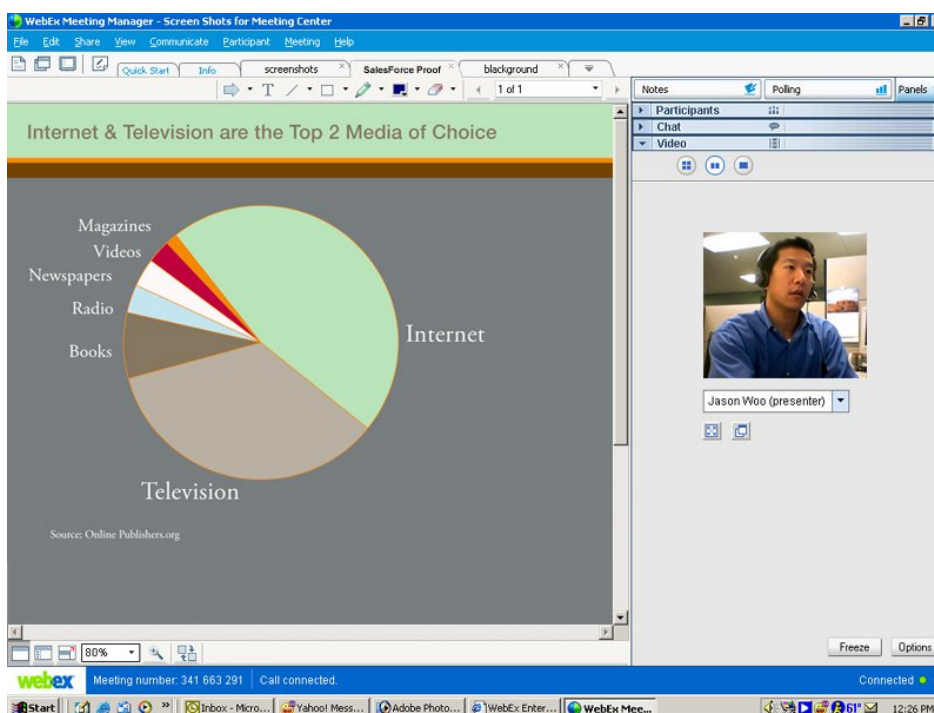 WebEx Meeting Manager - Screen Shots for Meeting Center
File Edit Share View Communicate Participant Meeting Help
Quick Start Info screenshots SalesForce Proof blackground
1 of 1
Notes Polling Panels
Participants
Chat
Video
Internet & Television are the Top 2 Media of Choice
Magazines
Videos
Newspapers
Radio
Books
Internet
Television
Source: Online Publishers.org
Jason Woo (presenter)
80%
Freeze Options
webex Meeting number: 341 663 291 Call connected. Connected
Start Inbox - Micro... Yahoo! Mess... Adobe Photo... WebEx Enter... WebEx Mee... 61° 12:26 PM